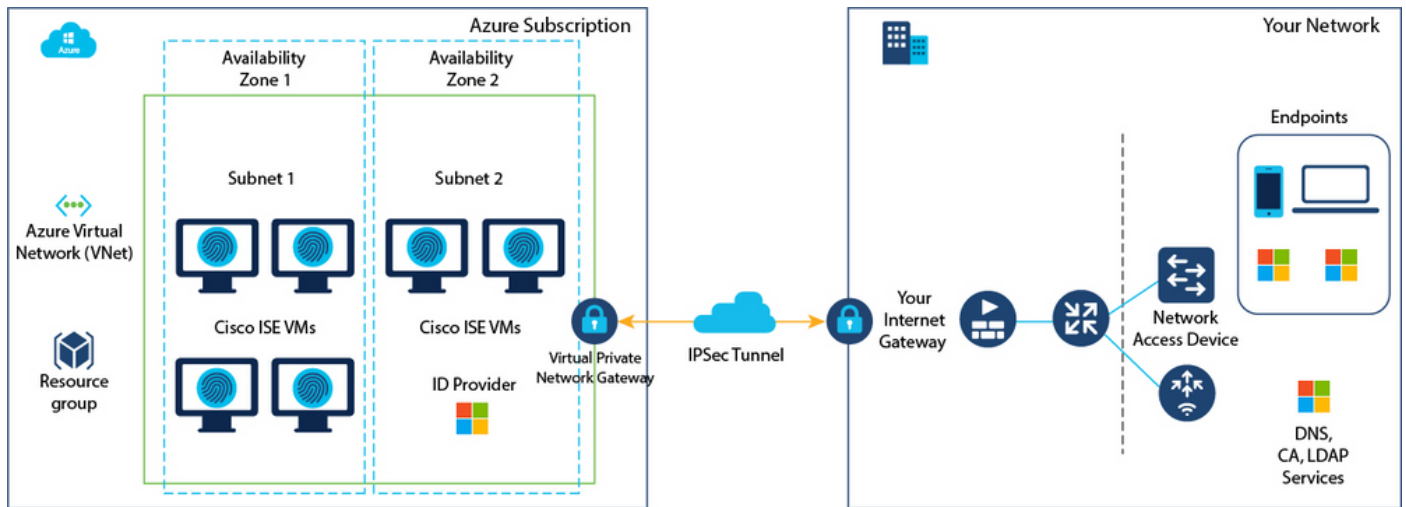 Azure Subscription
Azure
Availability
Zone 1
Availability
Zone 2
Subnet 1
Subnet 2
Azure Virtual
Network (VNet)
Cisco ISE VMs
Cisco ISE VMs
Resource
group
ID Provider
Virtual Private
Network Gateway
IPSec Tunnel
Your Network
Endpoints
Your
Internet
Gateway
Network
Access Device
DNS,
CA, LDAP
Services